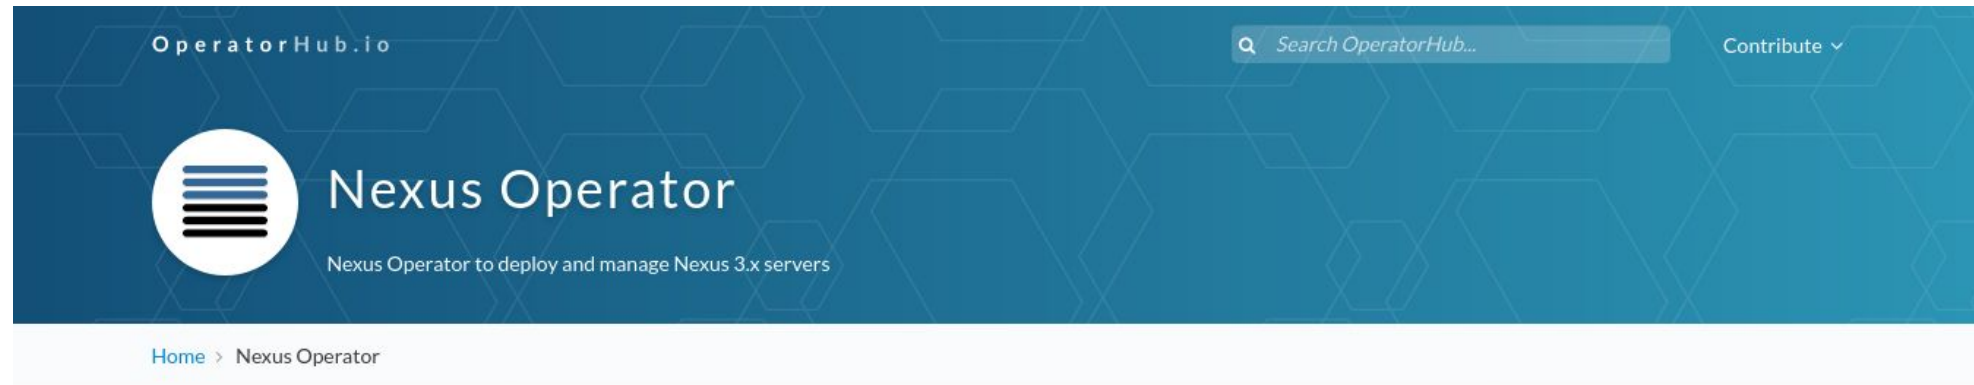 OperatorHub.io
Search OperatorHub...
Contribute
Nexus Operator
Nexus Operator to deploy and manage Nexus 3.x servers
Home > Nexus Operator